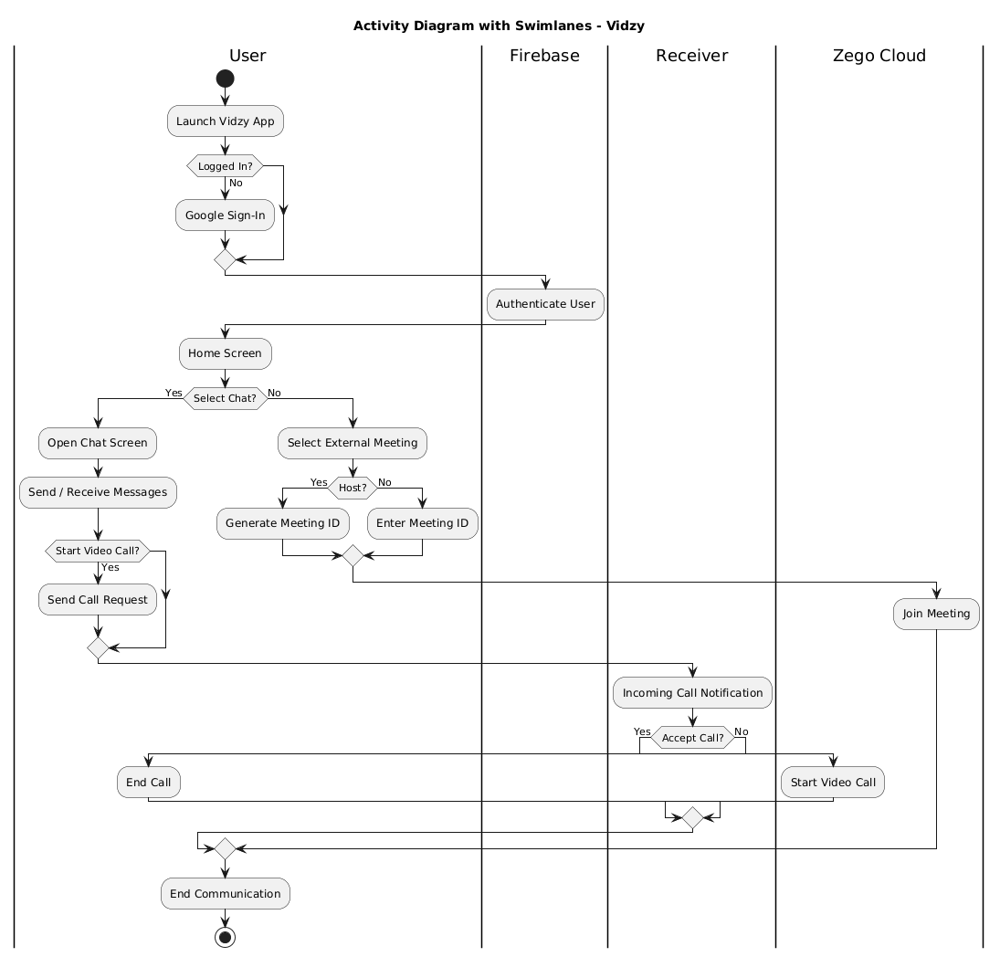 Activity Diagram with Swimlanes - Vidzy
User
Firebase
Receiver
Zego Cloud
Launch Vidzy App
Logged In?
No
Google Sign-In
Authenticate User
Home Screen
Yes
Select Chat?
No
Open Chat Screen
Select External Meeting
Send / Receive Messages
Yes
Host?
No
Generate Meeting ID
Enter Meeting ID
Start Video Call?
Yes
Send Call Request
Join Meeting
Incoming Call Notification
Yes
Accept Call?
No
End Call
Start Video Call
End Communication